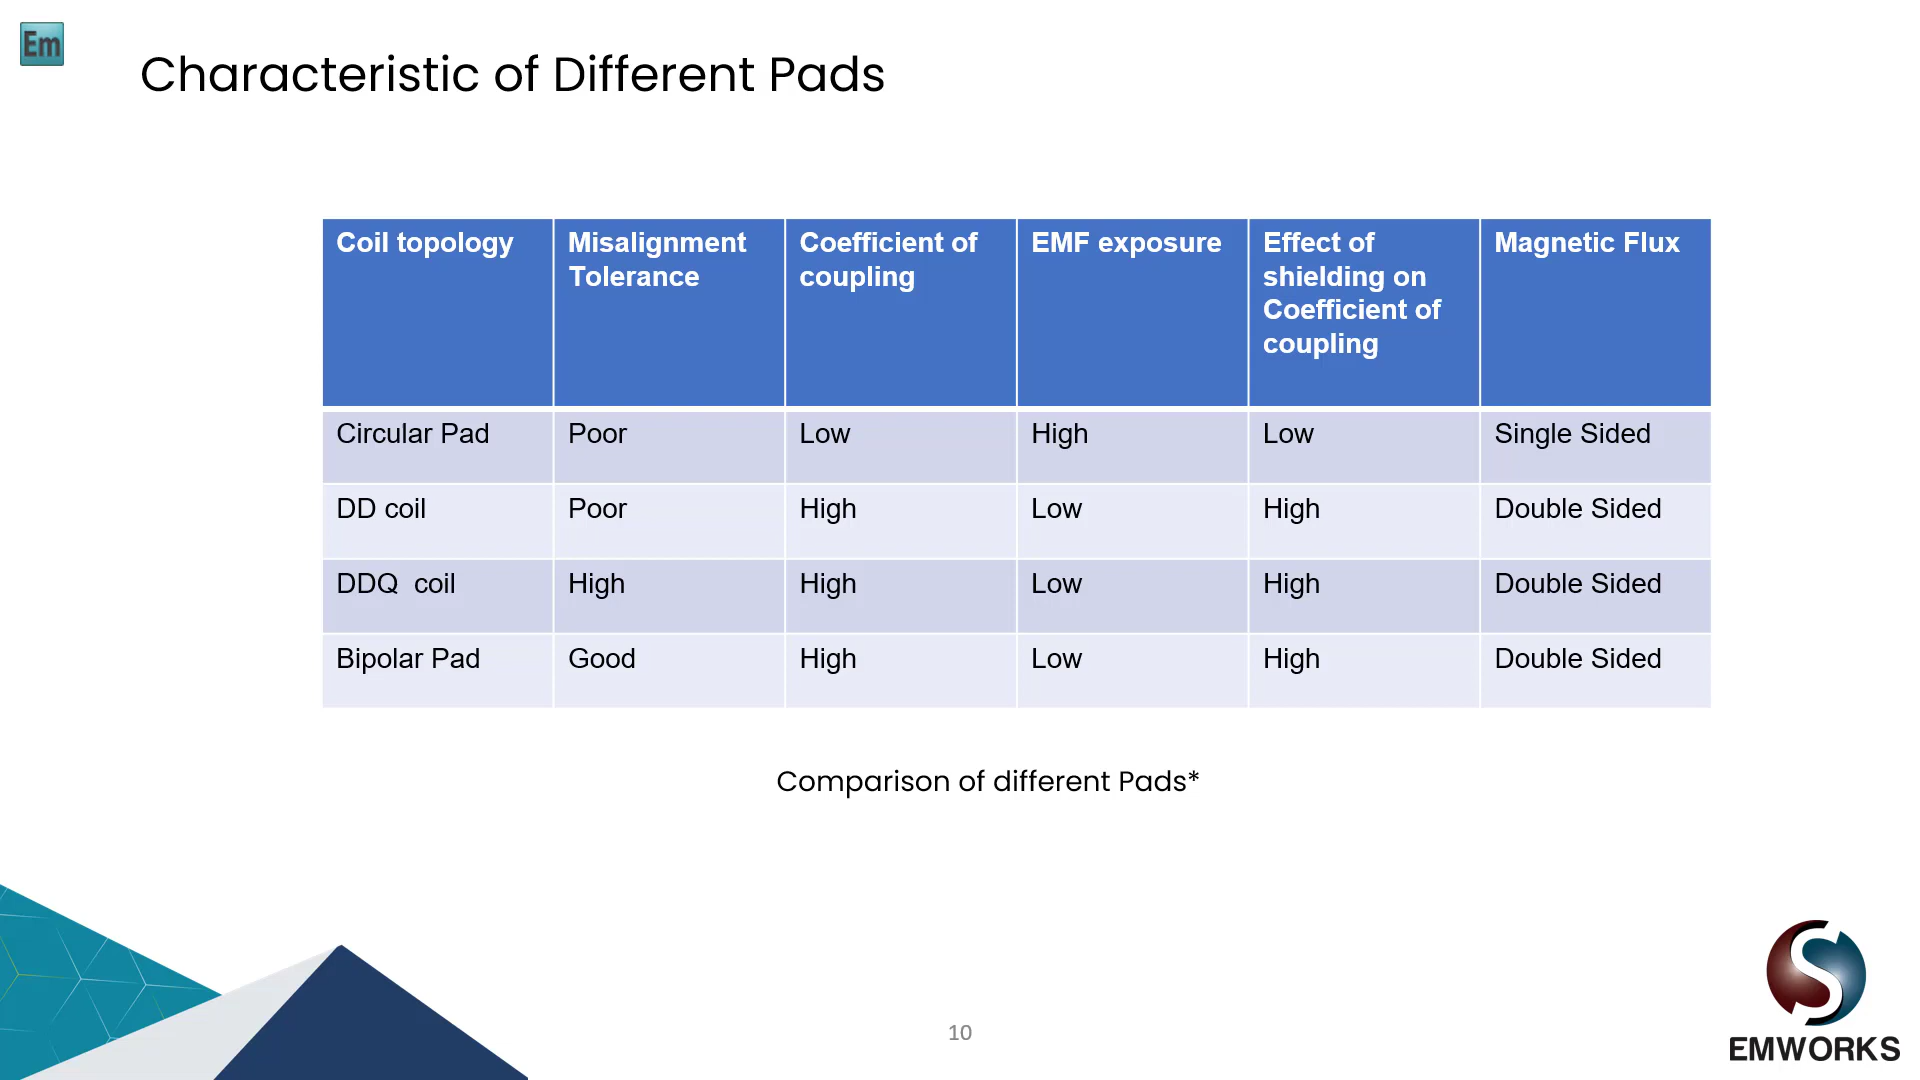 Em
Characteristic of Different Pads
Coil topology
Misalignment
Tolerance
Coefficient of
coupling
EMF exposure
Effect of
shielding on
Coefficient of
coupling
Magnetic Flux
Circular Pad
Poor
Low
High
Low
Single Sided
DD coil
Poor
High
Low
High
Double Sided
DDQ  coil
High
High
Low
High
Double Sided
Bipolar Pad
Good
High
Low
High
Double Sided
Comparison of different Pads*
10
EMWORKS